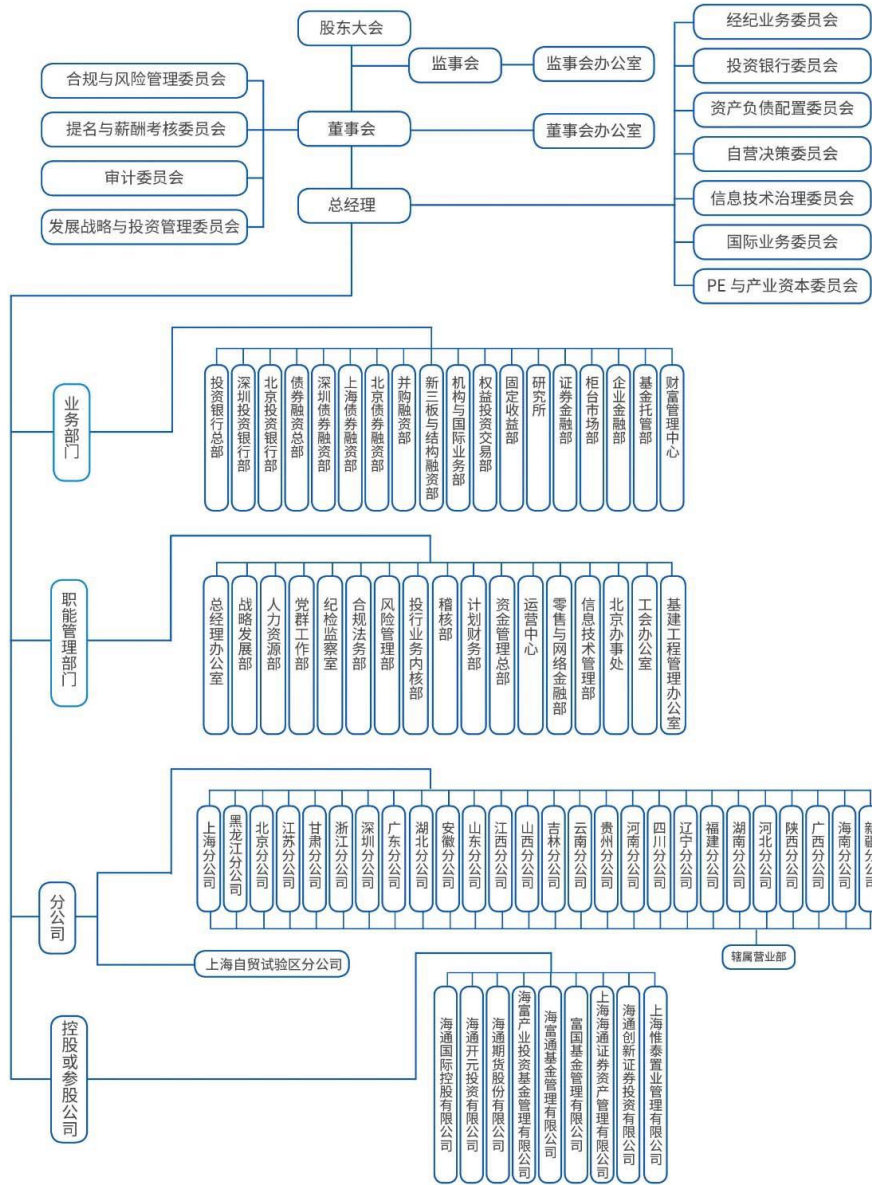 股东大会
监事会
监事会办公室
合规与风险管理委员会
提名与薪酬考核委员会
审计委员会
发展战略与投资管理委员会
董事会
董事会办公室
总经理
经纪业务委员会
投资银行委员会
资产负债配置委员会
自营决策委员会
信息技术治理委员会
国际业务委员会
PE 与产业资本委员会
业务部门
投资银行总部
深圳投资银行部
北京投资银行部
债券融资总部
深圳债券融资部
上海债券融资部
北京债券融资部
并购融资部
新三板与结构融资部
机构与国际业务部
权益投资交易部
固定收益部
研究所
证券金融部
柜台市场部
企业金融部
基金托管部
财富管理中心
职能管理部门
总经理办公室
战略发展部
人力资源部
党群工作部
纪检监察室
合规法务部
风险管理部
投行业务内核部
稽核部
计划财务部
资金管理总部
运营中心
零售与网络金融部
信息技术管理部
北京办事处
工会办公室
基建工程管理办公室
分公司
上海分公司
黑龙江分公司
北京分公司
江苏分公司
甘肃分公司
浙江分公司
深圳分公司
广东分公司
湖北分公司
安徽分公司
山东分公司
江西分公司
山西分公司
吉林分公司
云南分公司
贵州分公司
河南分公司
四川分公司
辽宁分公司
福建分公司
湖南分公司
河北分公司
陕西分公司
广西分公司
海南分公司
新疆分公司
上海自贸试验区分公司
辖属营业部
控股或参股公司
海通国际控股有限公司
海通开元投资有限公司
海通期货股份有限公司
海富产业投资基金管理有限公司
海富通基金管理有限公司
富国基金管理有限公司
上海海通证券资产管理有限公司
海通创新证券投资有限公司
上海惟泰置业管理有限公司